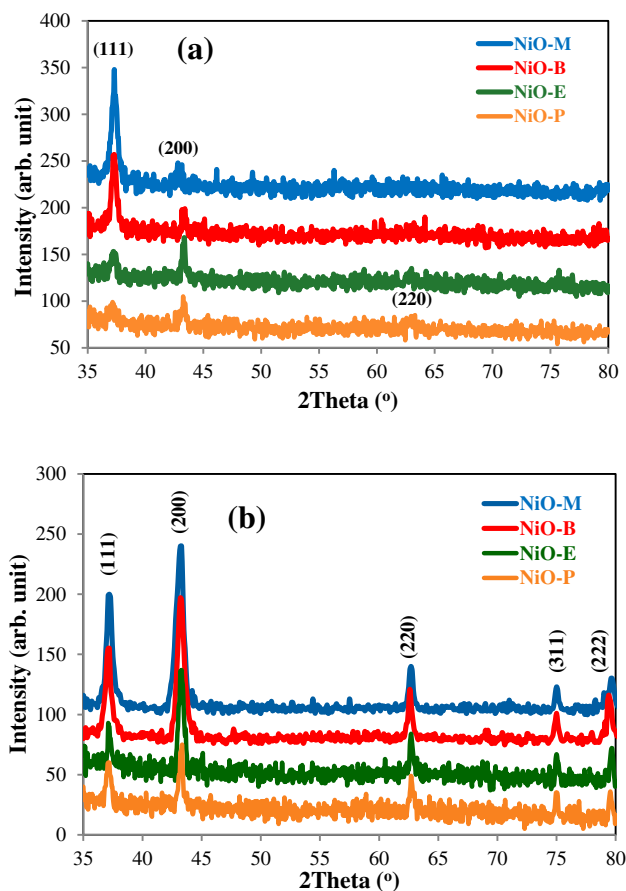 (a)
(111)
(200)
(220)
NiO-M
NiO-B
NiO-E
NiO-P
Intensity (arb. unit)
400
350
300
250
200
150
100
50
35 40 45 50 55 60 65 70 75 80
2Theta (o)
(b)
(111)
(200)
(220)
(311)
(222)
NiO-M
NiO-B
NiO-E
NiO-P
Intensity (arb. unit)
300
250
200
150
100
50
0
35 40 45 50 55 60 65 70 75 80
2Theta (o)